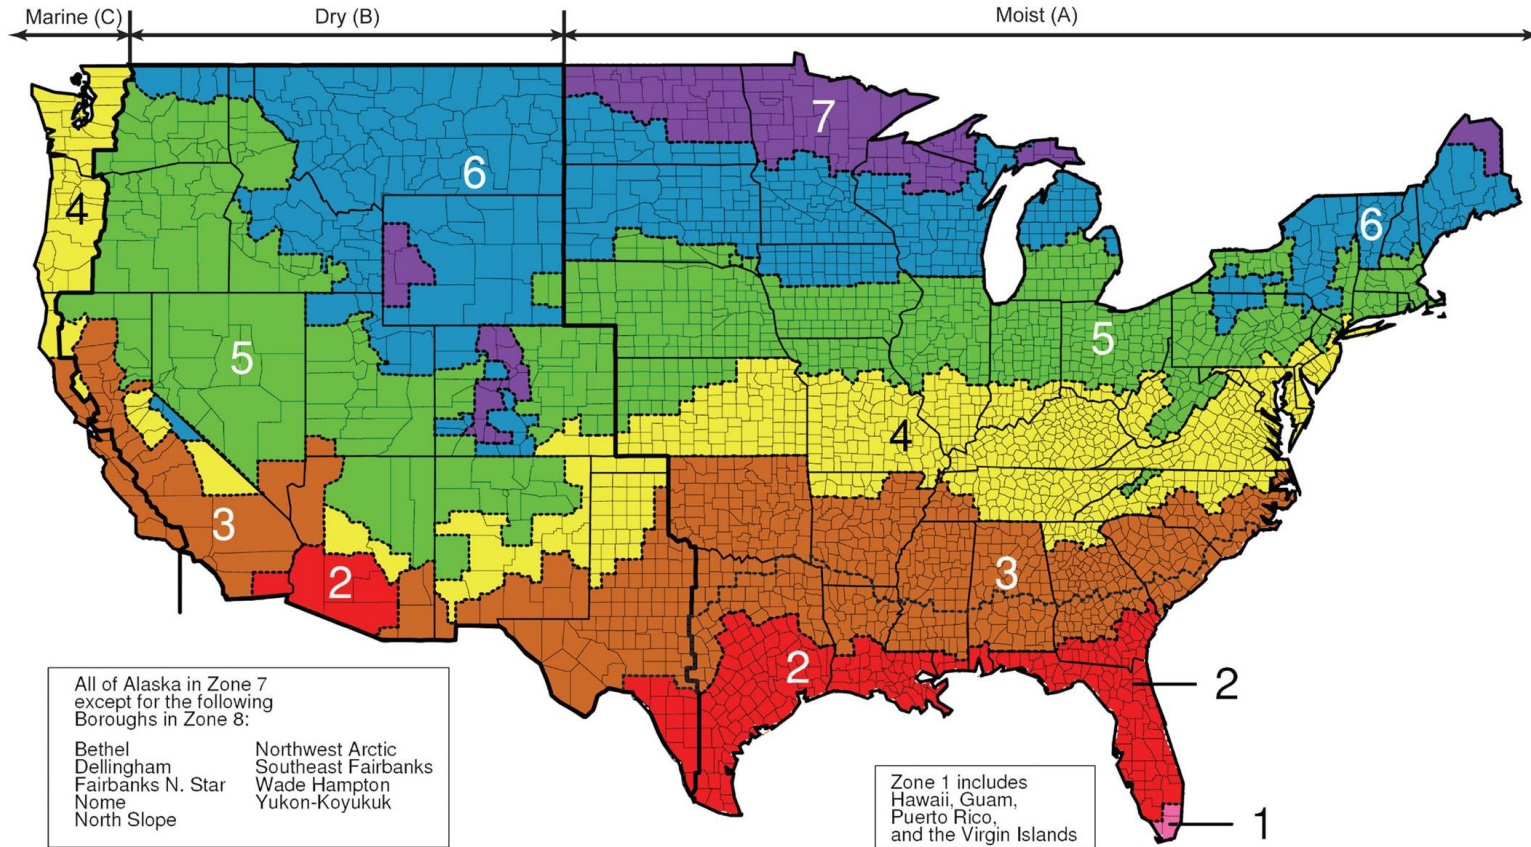 Marine (C)
Dry (B)
Moist (A)
7
6
4
6
5
5
4
3
3
2
2
2
1
All of Alaska in Zone 7
except for the following
Boroughs in Zone 8:
Bethel
Dellingham
Fairbanks N. Star
Nome
North Slope
Northwest Arctic
Southeast Fairbanks
Wade Hampton
Yukon-Koyukuk
Zone 1 includes
Hawaii, Guam,
Puerto Rico,
and the Virgin Islands